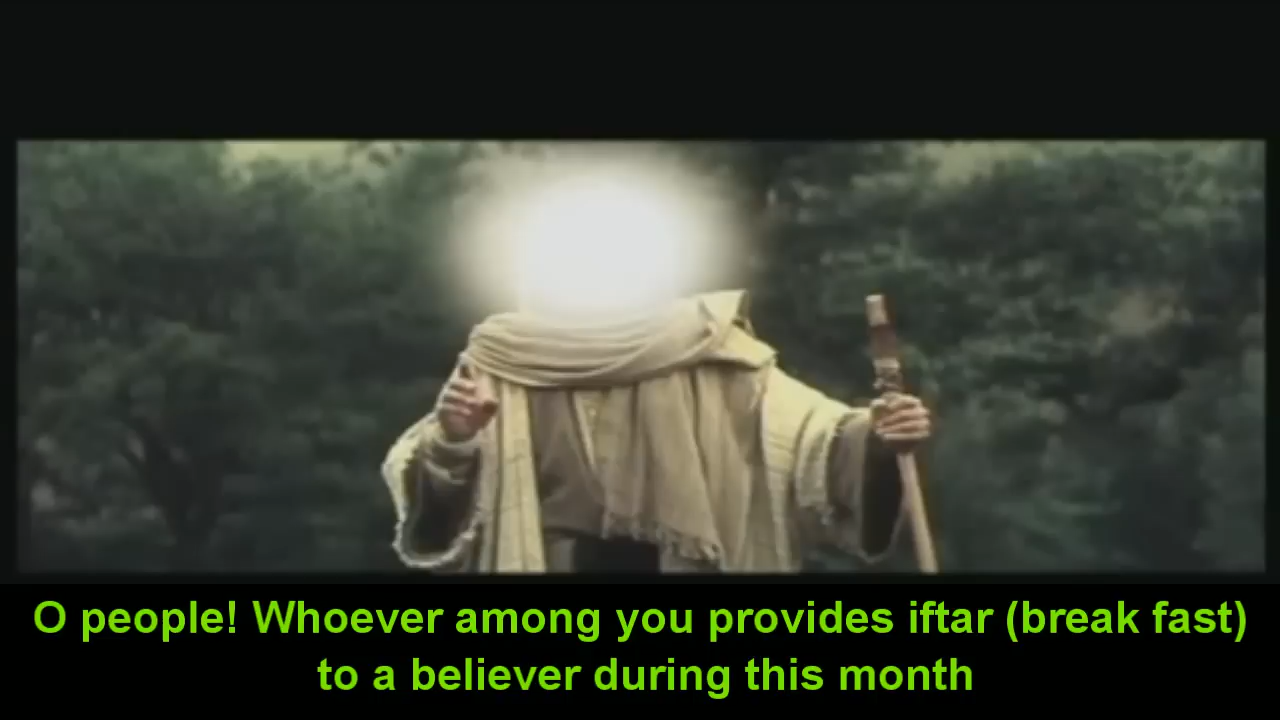 O people! Whoever among you provides iftar (break fast)
to a believer during this month